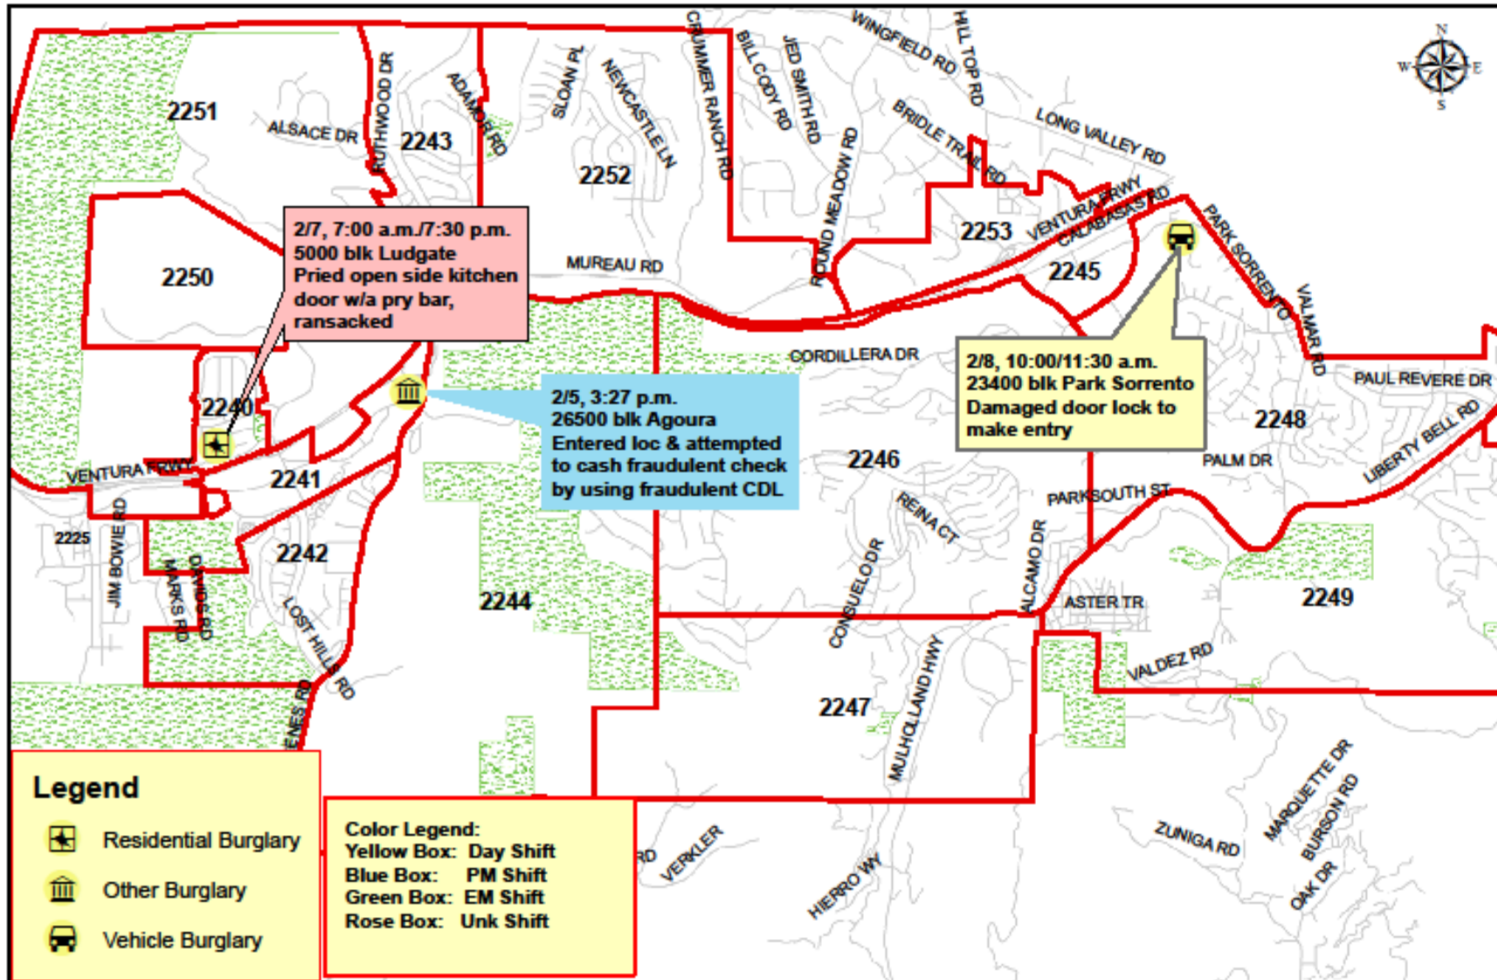 WINGFIELD RD
HILL TOP RD
CRUMMER RANCH RD
BILL CODY RD
JED SMITH RD
N
W
E
S
RUTHWOOD DR
ADAMOR RD
SLOAN PL
NEWCASTLE LN
2251
ALSACE DR
2243
2252
ROUND MEADOW RD
BRIDLE TRAIL RD
LONG VALLEY RD
VENTURA FRWY
CALABASAS RD
PARK SORRENTO
2253
2245
MUREAU RD
2250
2/7, 7:00 a.m./7:30 p.m.
5000 blk Ludgate
Pried open side kitchen
door w/a pry bar,
ransacked
VALMAR RD
CORDILLERA DR
2/8, 10:00/11:30 a.m.
23400 blk Park Sorrento
Damaged door lock to
make entry
PAUL REVERE DR
2240
2/5, 3:27 p.m.
26500 blk Agoura
Entered loc & attempted
to cash fraudulent check
by using fraudulent CDL
2248
LIBERTY BELL RD
2246
PALM DR
VENTURA FRWY
2241
PARKSOUTH ST
REINA CT
2225
JIM BOWIE RD
2242
MARKS RD
DAVIDS RD
CONSUELO DR
ALCAMO DR
2244
ASTER TR
2249
LOST HILLS RD
VALDEZ RD
2247
MULHOLLAND HWY
ENES RD
MARQUETTE DR
BURSON RD
ZUNIGA RD
OAK DR
RD
VERKLER
HIERRO WY
Legend
Residential Burglary
Other Burglary
Vehicle Burglary
Color Legend:
Yellow Box: Day Shift
Blue Box: PM Shift
Green Box: EM Shift
Rose Box: Unk Shift